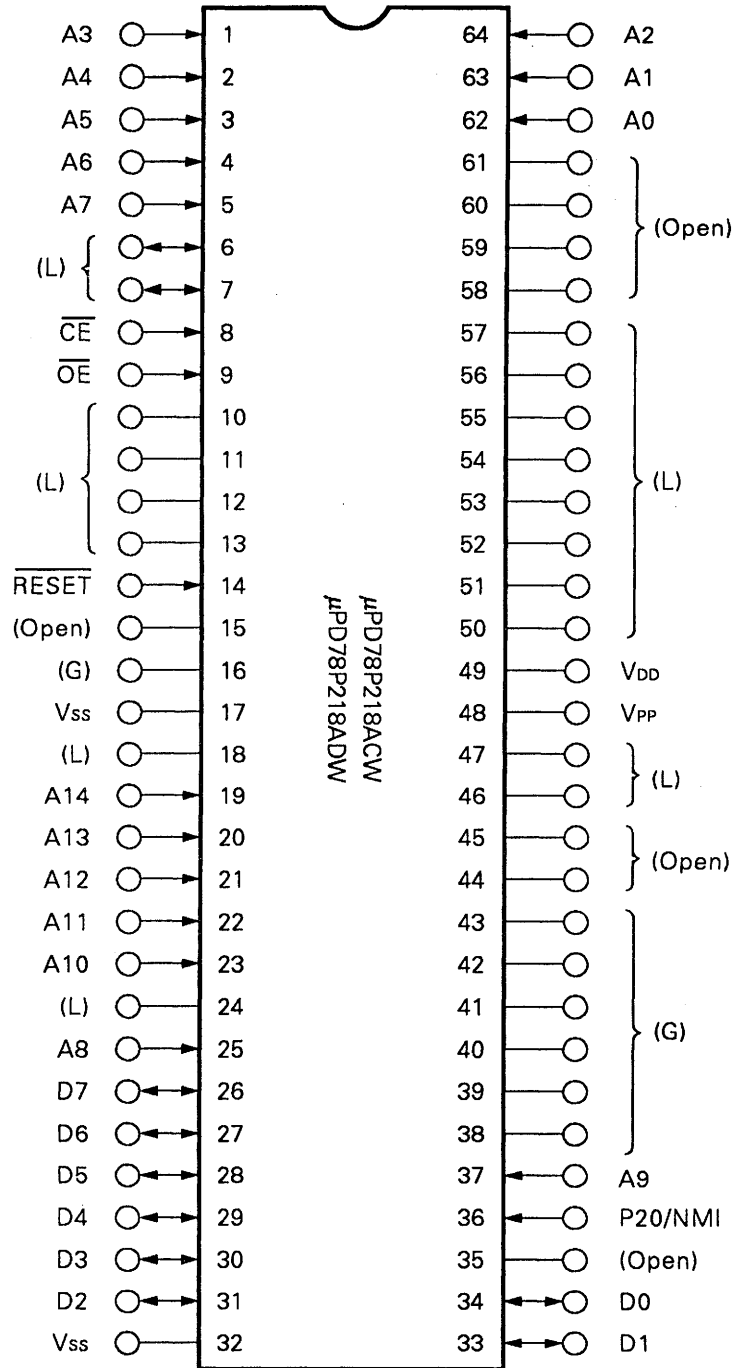 A3 1 64 A2
A4 2 63 A1
A5 3 62 A0
A6 4 61
A7 5 60
(Open)
6 59
(L)
7 58
CE 8 57
OE 9 56
10 55
11 54
(L) (L)
12 53
13 52
RESET 14 51
(Open) 15 50
(G) 16 49 VDD
Vss 17 48 VPP
(L) 18 47
(L)
A14 19 46
A13 20 45
(Open)
A12 21 44
A11 22 43
A10 23 42
(L) 24 41
(G)
A8 25 40
D7 26 39
D6 27 38
D5 28 37 A9
D4 29 36 P20/NMI
D3 30 35 (Open)
D2 31 34 D0
Vss 32 33 D1
μPD78P218ACW
μPD78P218ADW